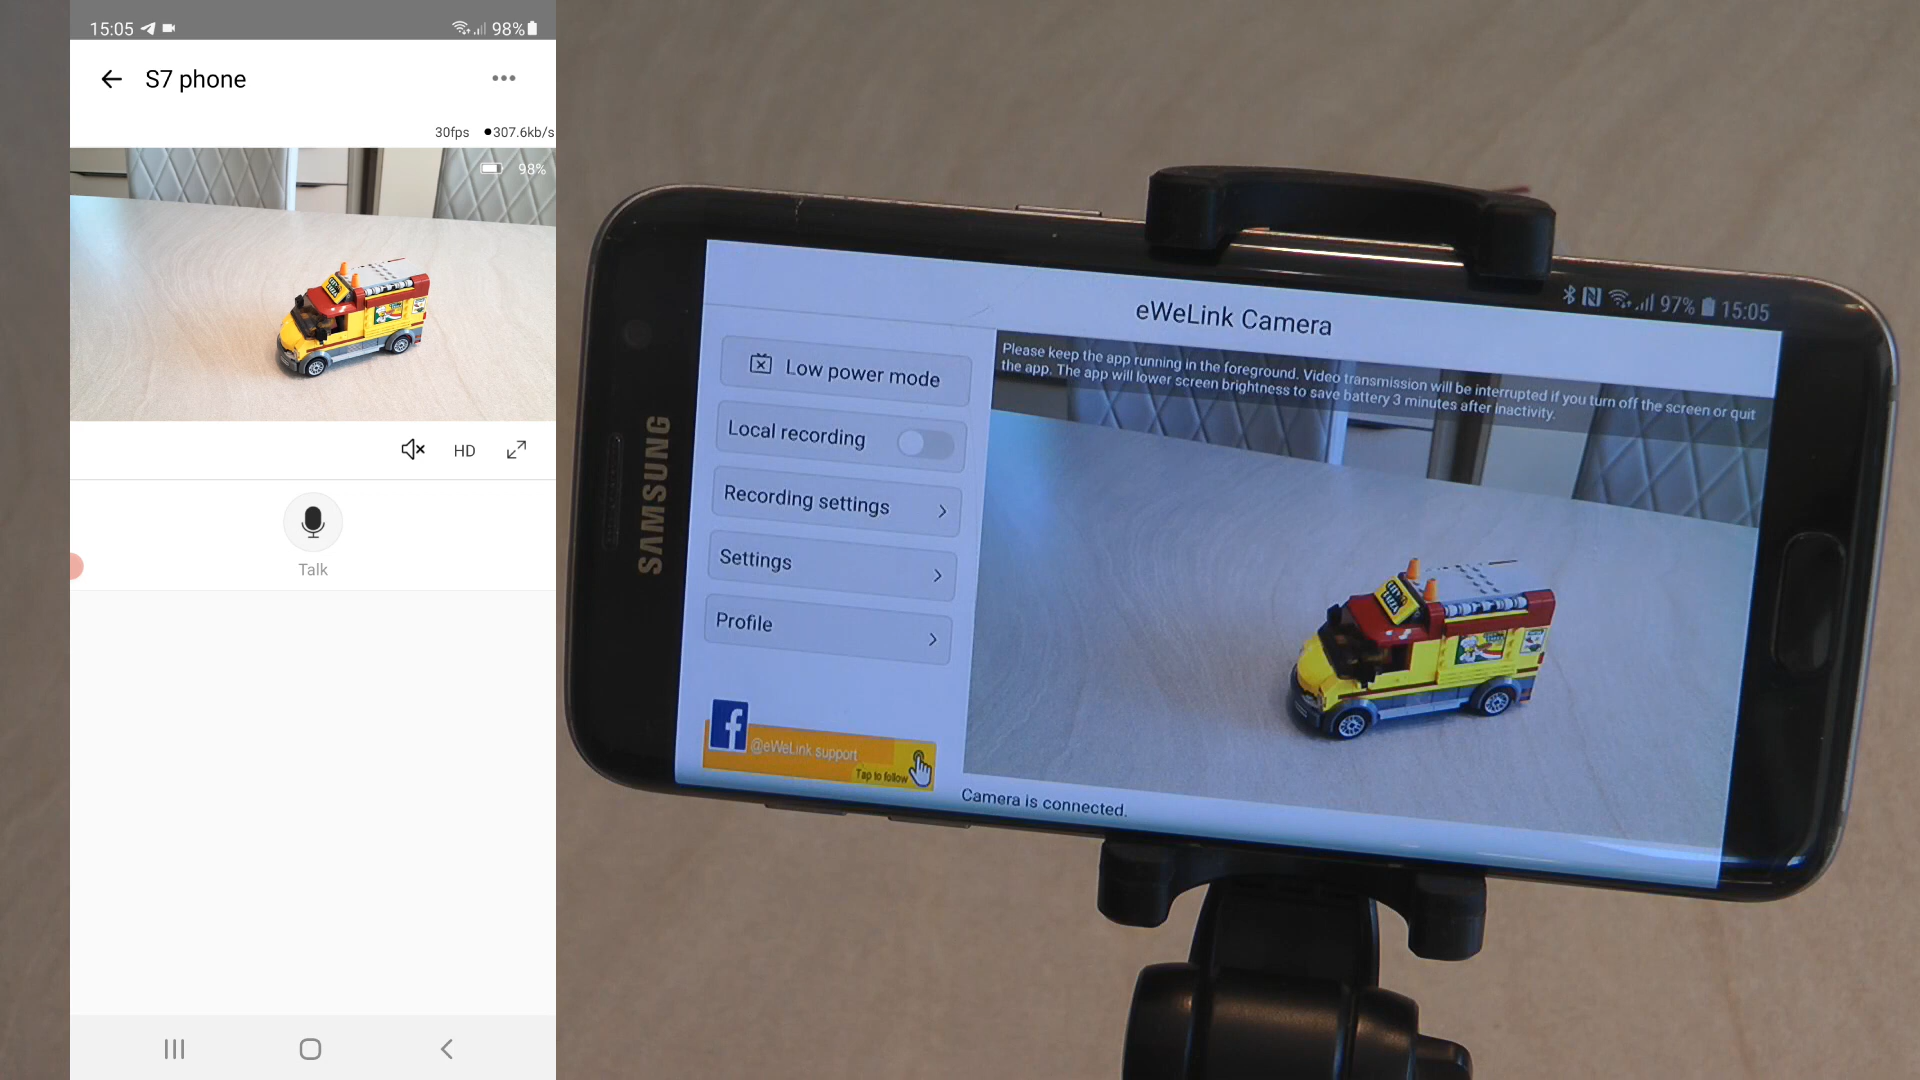 15:05
98%
S7 phone
30fps
307.6kb/s
98%
HD
Talk
SAMSUNG
97% 15:05
eWeLink Camera
Please keep the app running in the foreground. Video transmission will be interrupted if you turn off the screen or quit
the app. The app will lower screen brightness to save battery 3 minutes after inactivity.
Low power mode
Local recording
Recording settings
Settings
Profile
f
@eWeLink support
Tap to follow
CITY
PIZZA
Camera is connected.